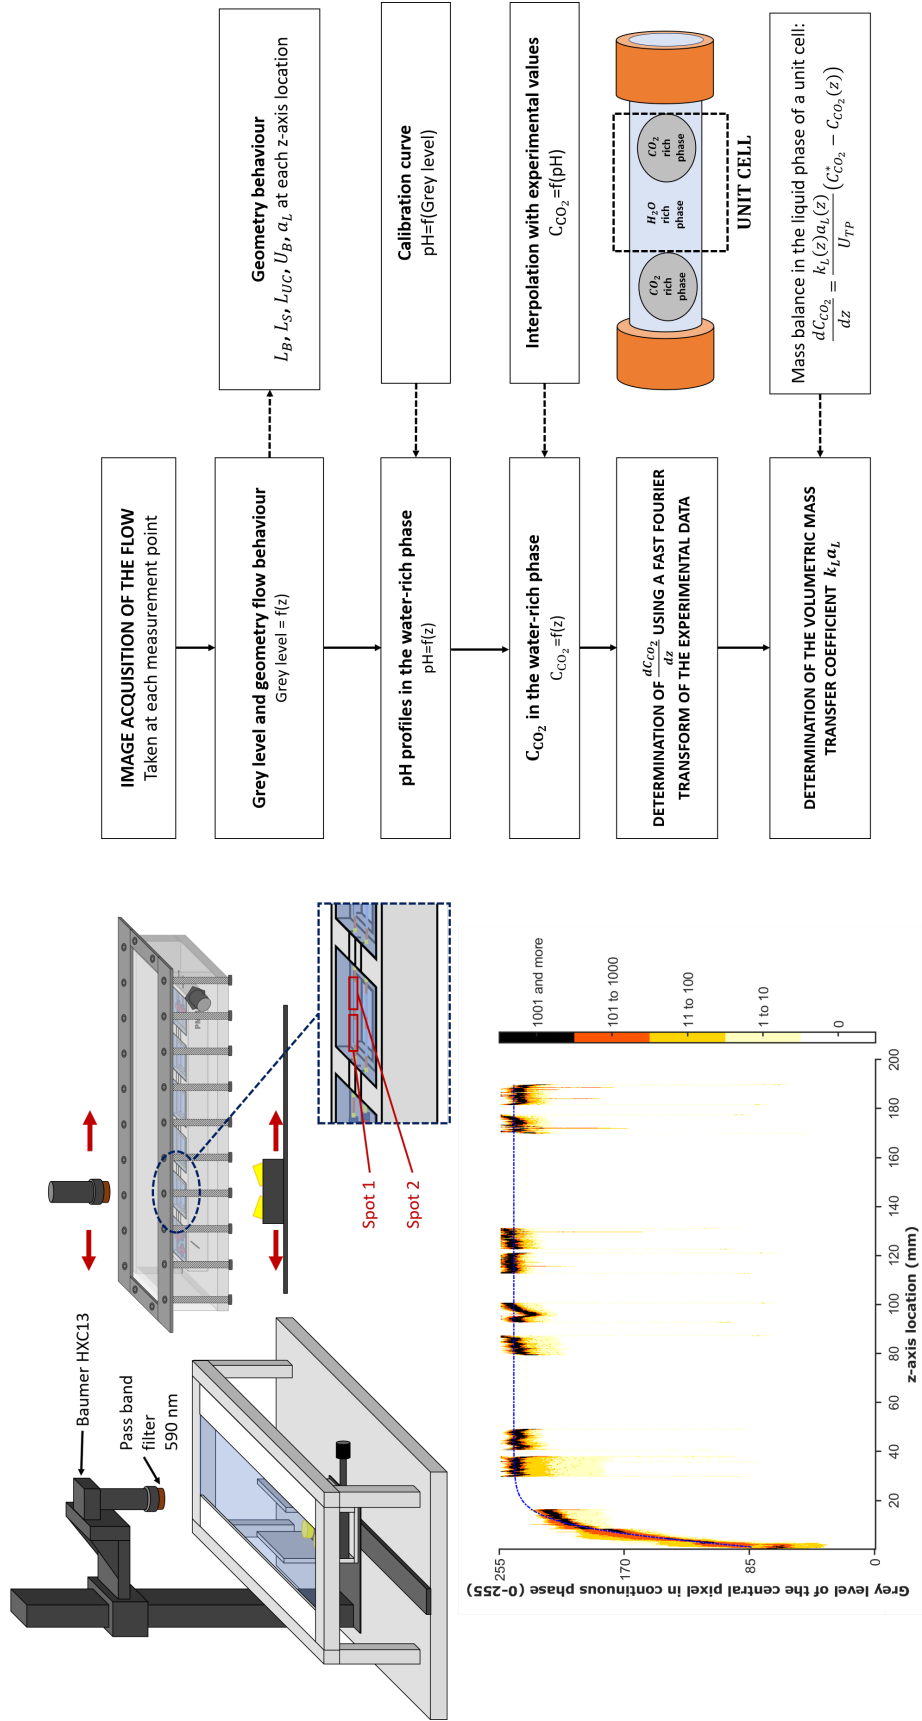 Baumer HXC13
Pass band
filter
590 nm
PM
Spot 1
Spot 2
Grey level of the central pixel in continuous phase (0-255)
255
170
85
0
20
40
60
80
100
120
140
160
180
200
z-axis location (mm)
1001 and more
101 to 1000
11 to 100
1 to 10
0
IMAGE ACQUISITION OF THE FLOW
Taken at each measurement point
Grey level and geometry flow behaviour
Grey level = f(z)
Geometry behaviour
L_B, L_S, L_UC, U_B, a_L at each z-axis location
pH profiles in the water-rich phase
pH=f(z)
Calibration curve
pH=f(Grey level)
C_CO₂ in the water-rich phase
C_CO₂=f(z)
Interpolation with experimental values
C_CO₂=f(pH)
DETERMINATION OF dC_CO₂/dz USING A FAST FOURIER
TRANSFORM OF THE EXPERIMENTAL DATA
CO₂
rich
phase
H₂O
rich
phase
CO₂
rich
phase
UNIT CELL
DETERMINATION OF THE VOLUMETRIC MASS
TRANSFER COEFFICIENT k_La_L
Mass balance in the liquid phase of a unit cell:
dC_CO₂/dz = k_L(z)a_L(z)/U_TP (C*_CO₂ − C_CO₂(z))